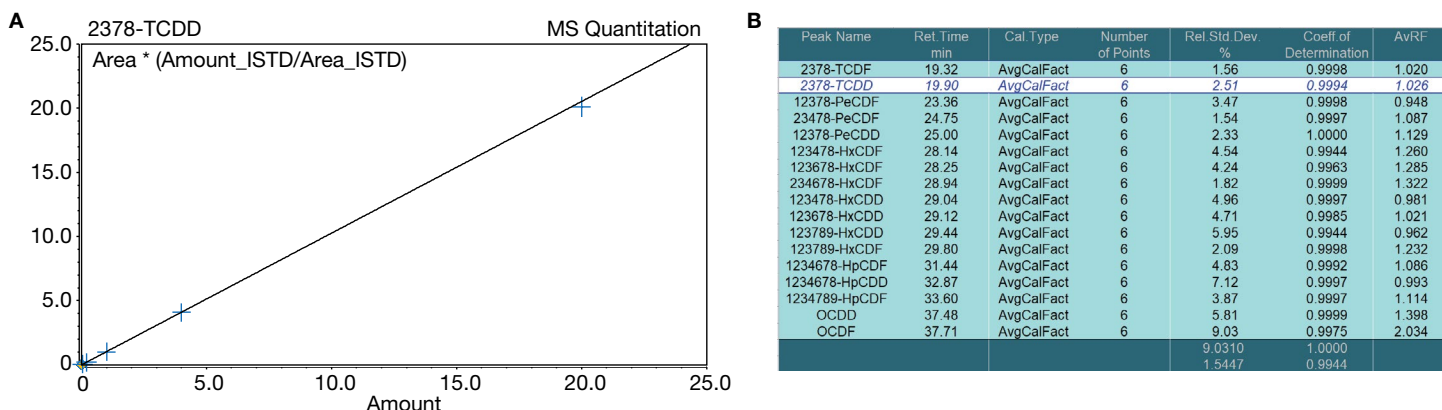 A
2378-TCDD MS Quantitation
25.0
Area * (Amount_ISTD/Area_ISTD)
20.0
15.0
10.0
5.0
0
0.0 5.0 10.0 15.0 20.0 25.0
Amount
B
Peak Name Ret.Time Cal.Type Number Rel.Std.Dev. Coeff.of AvRF
min of Points % Determination
2378-TCDF 19.32 AvgCalFact 6 1.56 0.9998 1.020
2378-TCDD 19.90 AvgCalFact 6 2.51 0.9994 1.026
12378-PeCDF 23.36 AvgCalFact 6 3.47 0.9998 0.948
23478-PeCDF 24.75 AvgCalFact 6 1.54 0.9997 1.087
12378-PeCDD 25.00 AvgCalFact 6 2.33 1.0000 1.129
123478-HxCDF 28.14 AvgCalFact 6 4.54 0.9944 1.260
123678-HxCDF 28.25 AvgCalFact 6 4.24 0.9963 1.285
234678-HxCDF 28.94 AvgCalFact 6 1.82 0.9999 1.322
123478-HxCDD 29.04 AvgCalFact 6 4.96 0.9997 0.981
123678-HxCDD 29.12 AvgCalFact 6 4.71 0.9985 1.021
123789-HxCDD 29.44 AvgCalFact 6 5.95 0.9944 0.962
123789-HxCDF 29.80 AvgCalFact 6 2.09 0.9998 1.232
1234678-HpCDF 31.44 AvgCalFact 6 4.83 0.9992 1.086
1234678-HpCDD 32.87 AvgCalFact 6 7.12 0.9997 0.993
1234789-HpCDF 33.60 AvgCalFact 6 3.87 0.9997 1.114
OCDD 37.48 AvgCalFact 6 5.81 0.9999 1.398
OCDF 37.71 AvgCalFact 6 9.03 0.9975 2.034
9.0310 1.0000
1.5447 0.9944